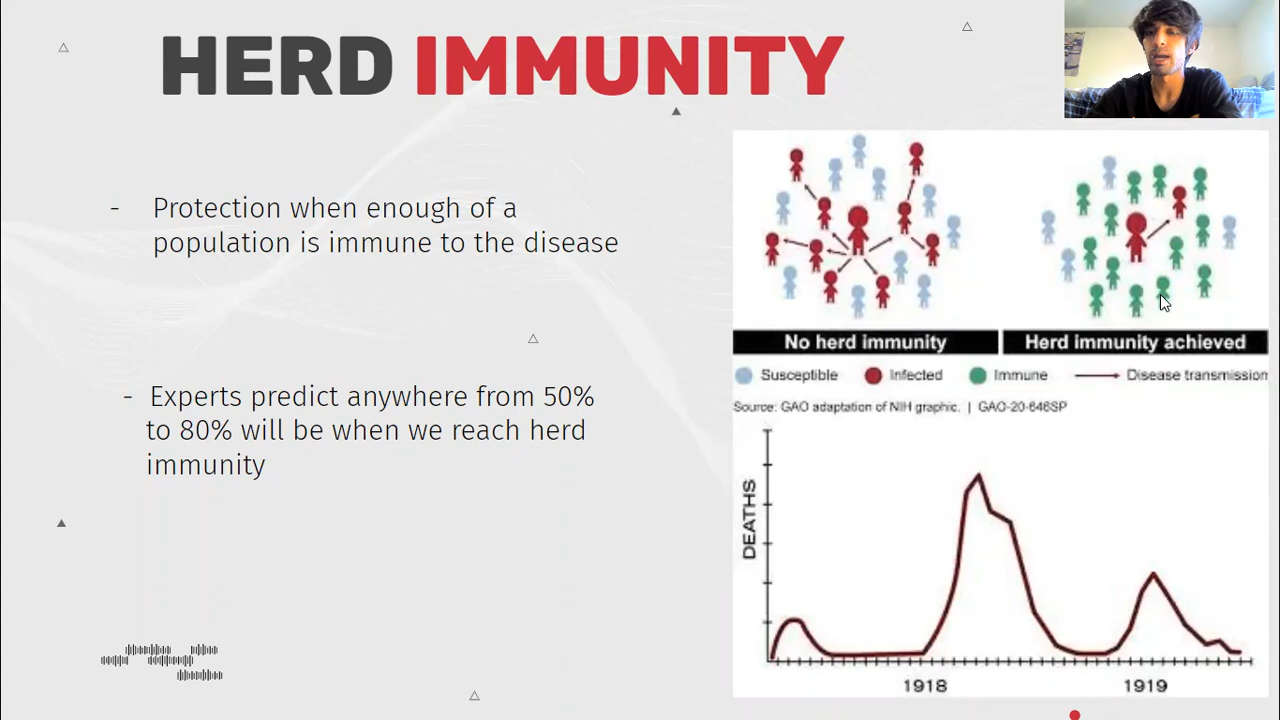 HERD IMMUNITY
- Protection when enough of a
population is immune to the disease
- Experts predict anywhere from 50%
to 80% will be when we reach herd
immunity
No herd immunity
Herd immunity achieved
Susceptible
Infected
Immune
Disease transmission
Source: GAO adaptation of NIH graphic. | GAO-20-646SP
DEATHS
1918
1919